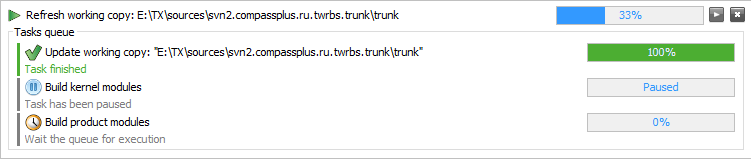 Refresh working copy: E:\TX\sources\svn2.compassplus.ru.twrbs.trunk\trunk 33%
Tasks queue
Update working copy: "E:\TX\sources\svn2.compassplus.ru.twrbs.trunk\trunk" 100%
Task finished
Build kernel modules Paused
Task has been paused
Build product modules 0%
Wait the queue for execution